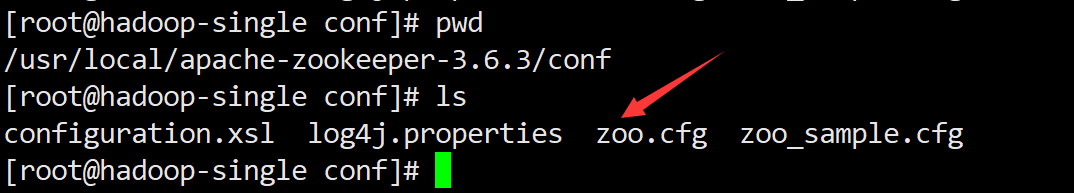 [root@hadoop-single conf]# pwd
/usr/local/apache-zookeeper-3.6.3/conf
[root@hadoop-single conf]# ls
configuration.xsl  log4j.properties  zoo.cfg  zoo_sample.cfg
[root@hadoop-single conf]#